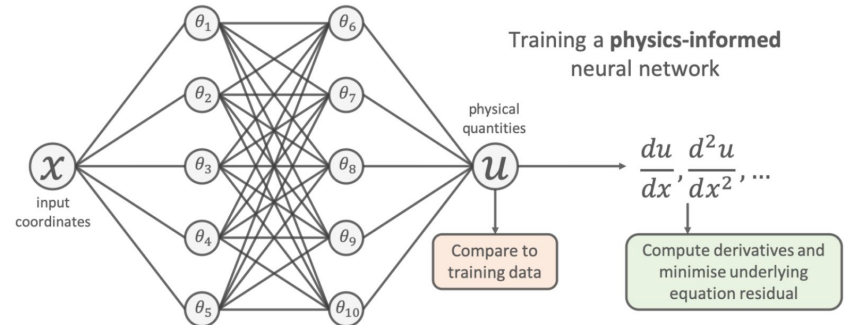 Training a physics-informed
neural network
x
input
coordinates
θ₁
θ₂
θ₃
θ₄
θ₅
θ₆
θ₇
θ₈
θ₉
θ₁₀
physical
quantities
u
Compare to
training data
du/dx, d²u/dx², ...
Compute derivatives and
minimise underlying
equation residual